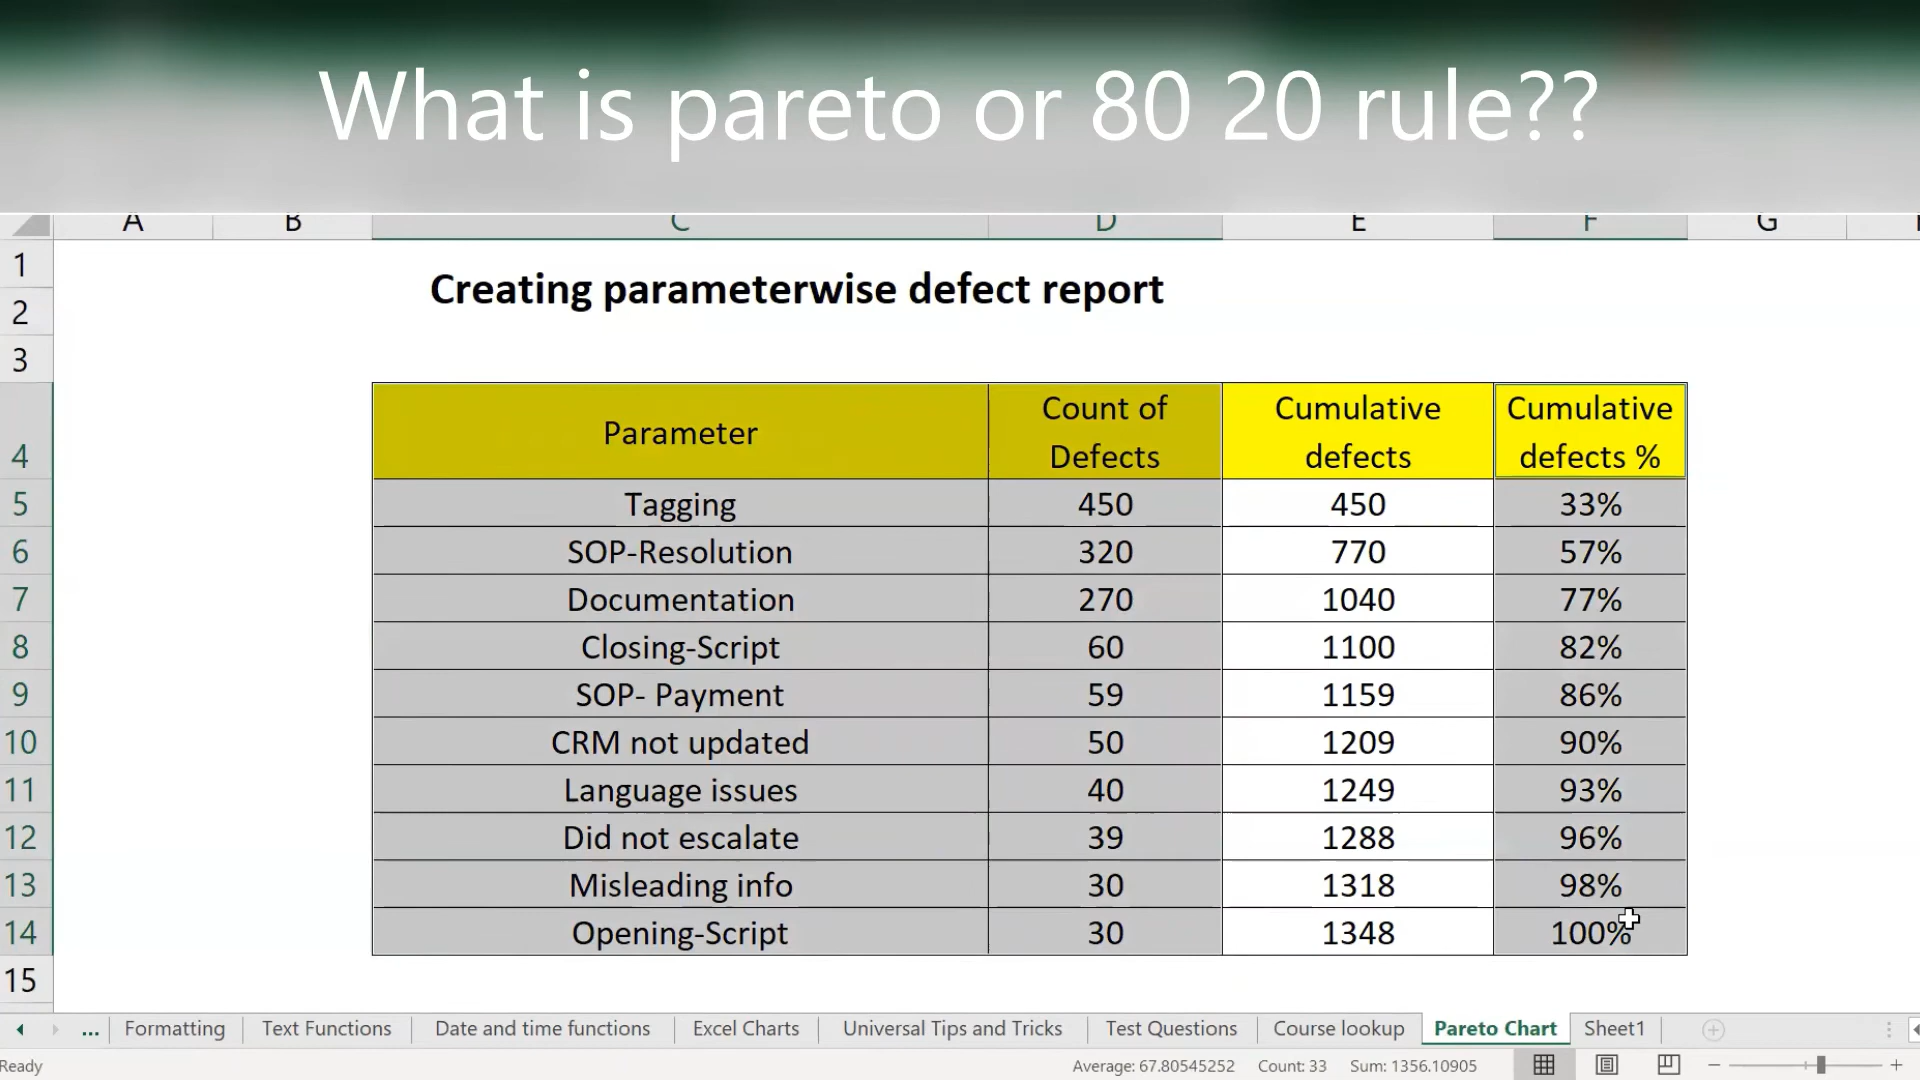 What is pareto or 80 20 rule??
A B C D E F G
1 Creating parameterwise defect report
2
3
4 Parameter Count of Defects Cumulative defects Cumulative defects %
5 Tagging 450 450 33%
6 SOP-Resolution 320 770 57%
7 Documentation 270 1040 77%
8 Closing-Script 60 1100 82%
9 SOP- Payment 59 1159 86%
10 CRM not updated 50 1209 90%
11 Language issues 40 1249 93%
12 Did not escalate 39 1288 96%
13 Misleading info 30 1318 98%
14 Opening-Script 30 1348 100%
15
... Formatting Text Functions Date and time functions Excel Charts Universal Tips and Tricks Test Questions Course lookup Pareto Chart Sheet1
Ready Average: 67.80545252 Count: 33 Sum: 1356.10905